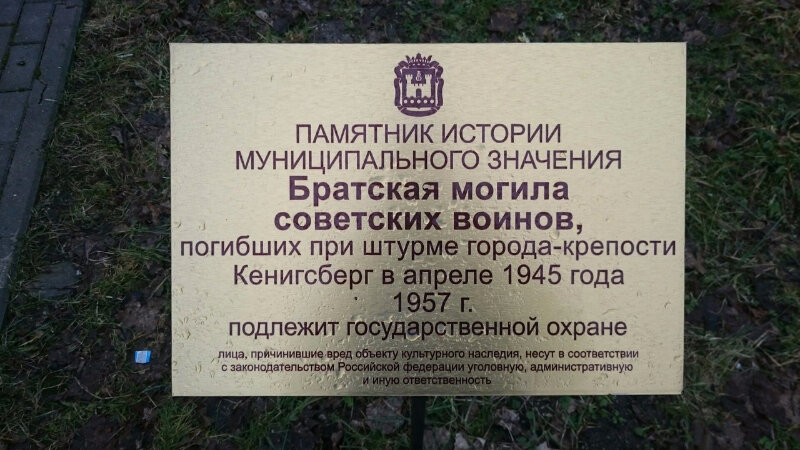 ПАМЯТНИК ИСТОРИИ
МУНИЦИПАЛЬНОГО ЗНАЧЕНИЯ
Братская могила
советских воинов,
погибших при штурме города-крепости
Кенигсберг в апреле 1945 года
1957 г.
подлежит государственной охране
лица, причинившие вред объекту культурного наследия, несут в соответствии
с законодательством Российской федерации уголовную, административную
и иную ответственность